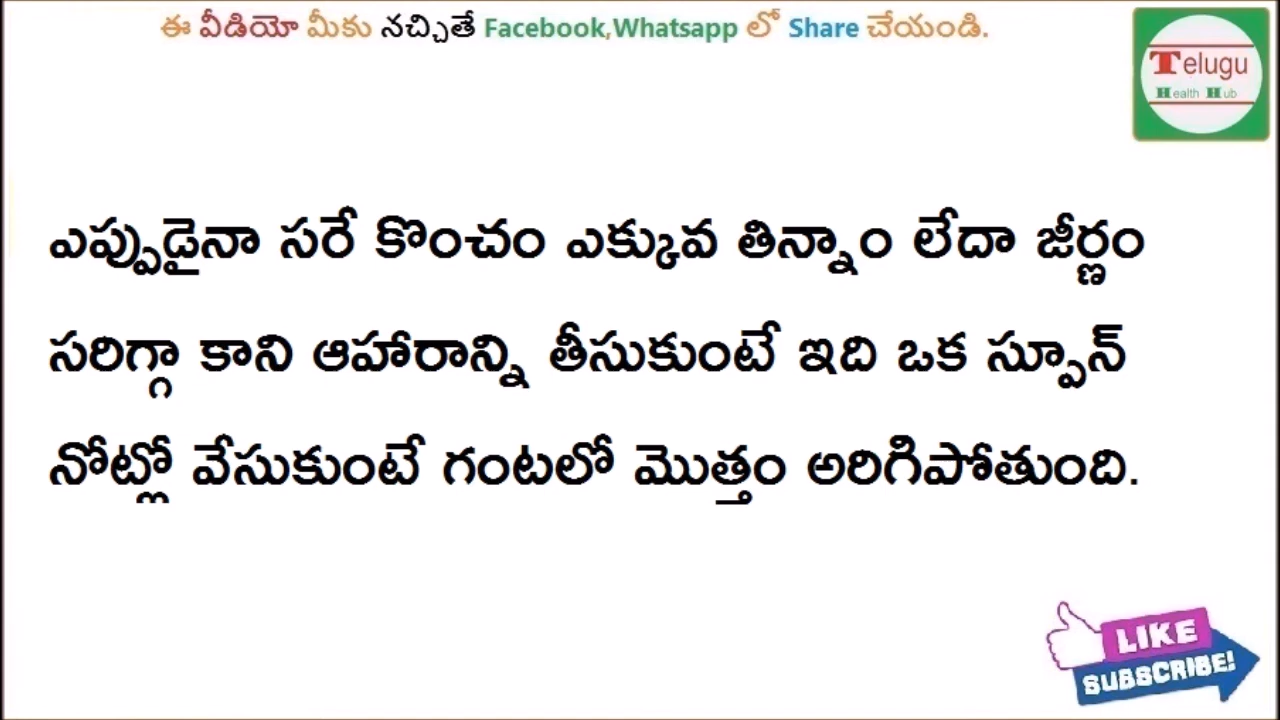 ఈ వీడియో మీకు నచ్చితే Facebook,Whatsapp లో Share చేయండి.
Telugu
Health Hub
ఎప్పుడైనా సరే కొంచం ఎక్కువ తిన్నాం లేదా జీర్ణం
సరిగ్గా కాని ఆహారాన్ని తీసుకుంటే ఇది ఒక స్పూన్
నోట్లో వేసుకుంటే గంటలో మొత్తం అరిగిపోతుంది.
LIKE
SUBSCRIBE!